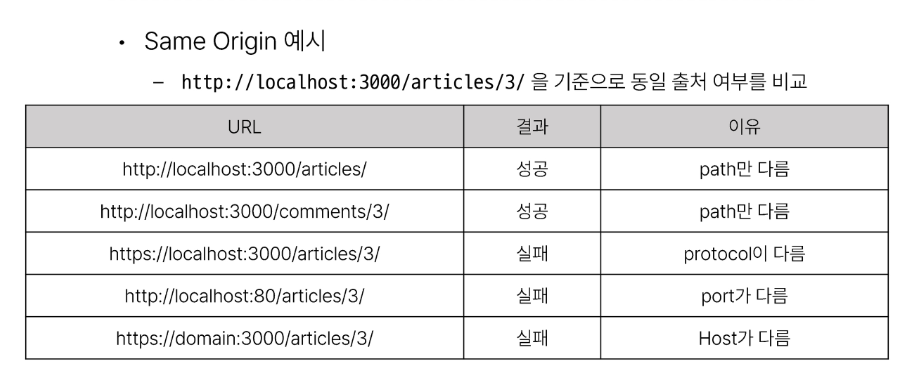 • Same Origin 예시
– http://localhost:3000/articles/3/ 을 기준으로 동일 출처 여부를 비교
URL 결과 이유
http://localhost:3000/articles/ 성공 path만 다름
http://localhost:3000/comments/3/ 성공 path만 다름
https://localhost:3000/articles/3/ 실패 protocol이 다름
http://localhost:80/articles/3/ 실패 port가 다름
https://domain:3000/articles/3/ 실패 Host가 다름